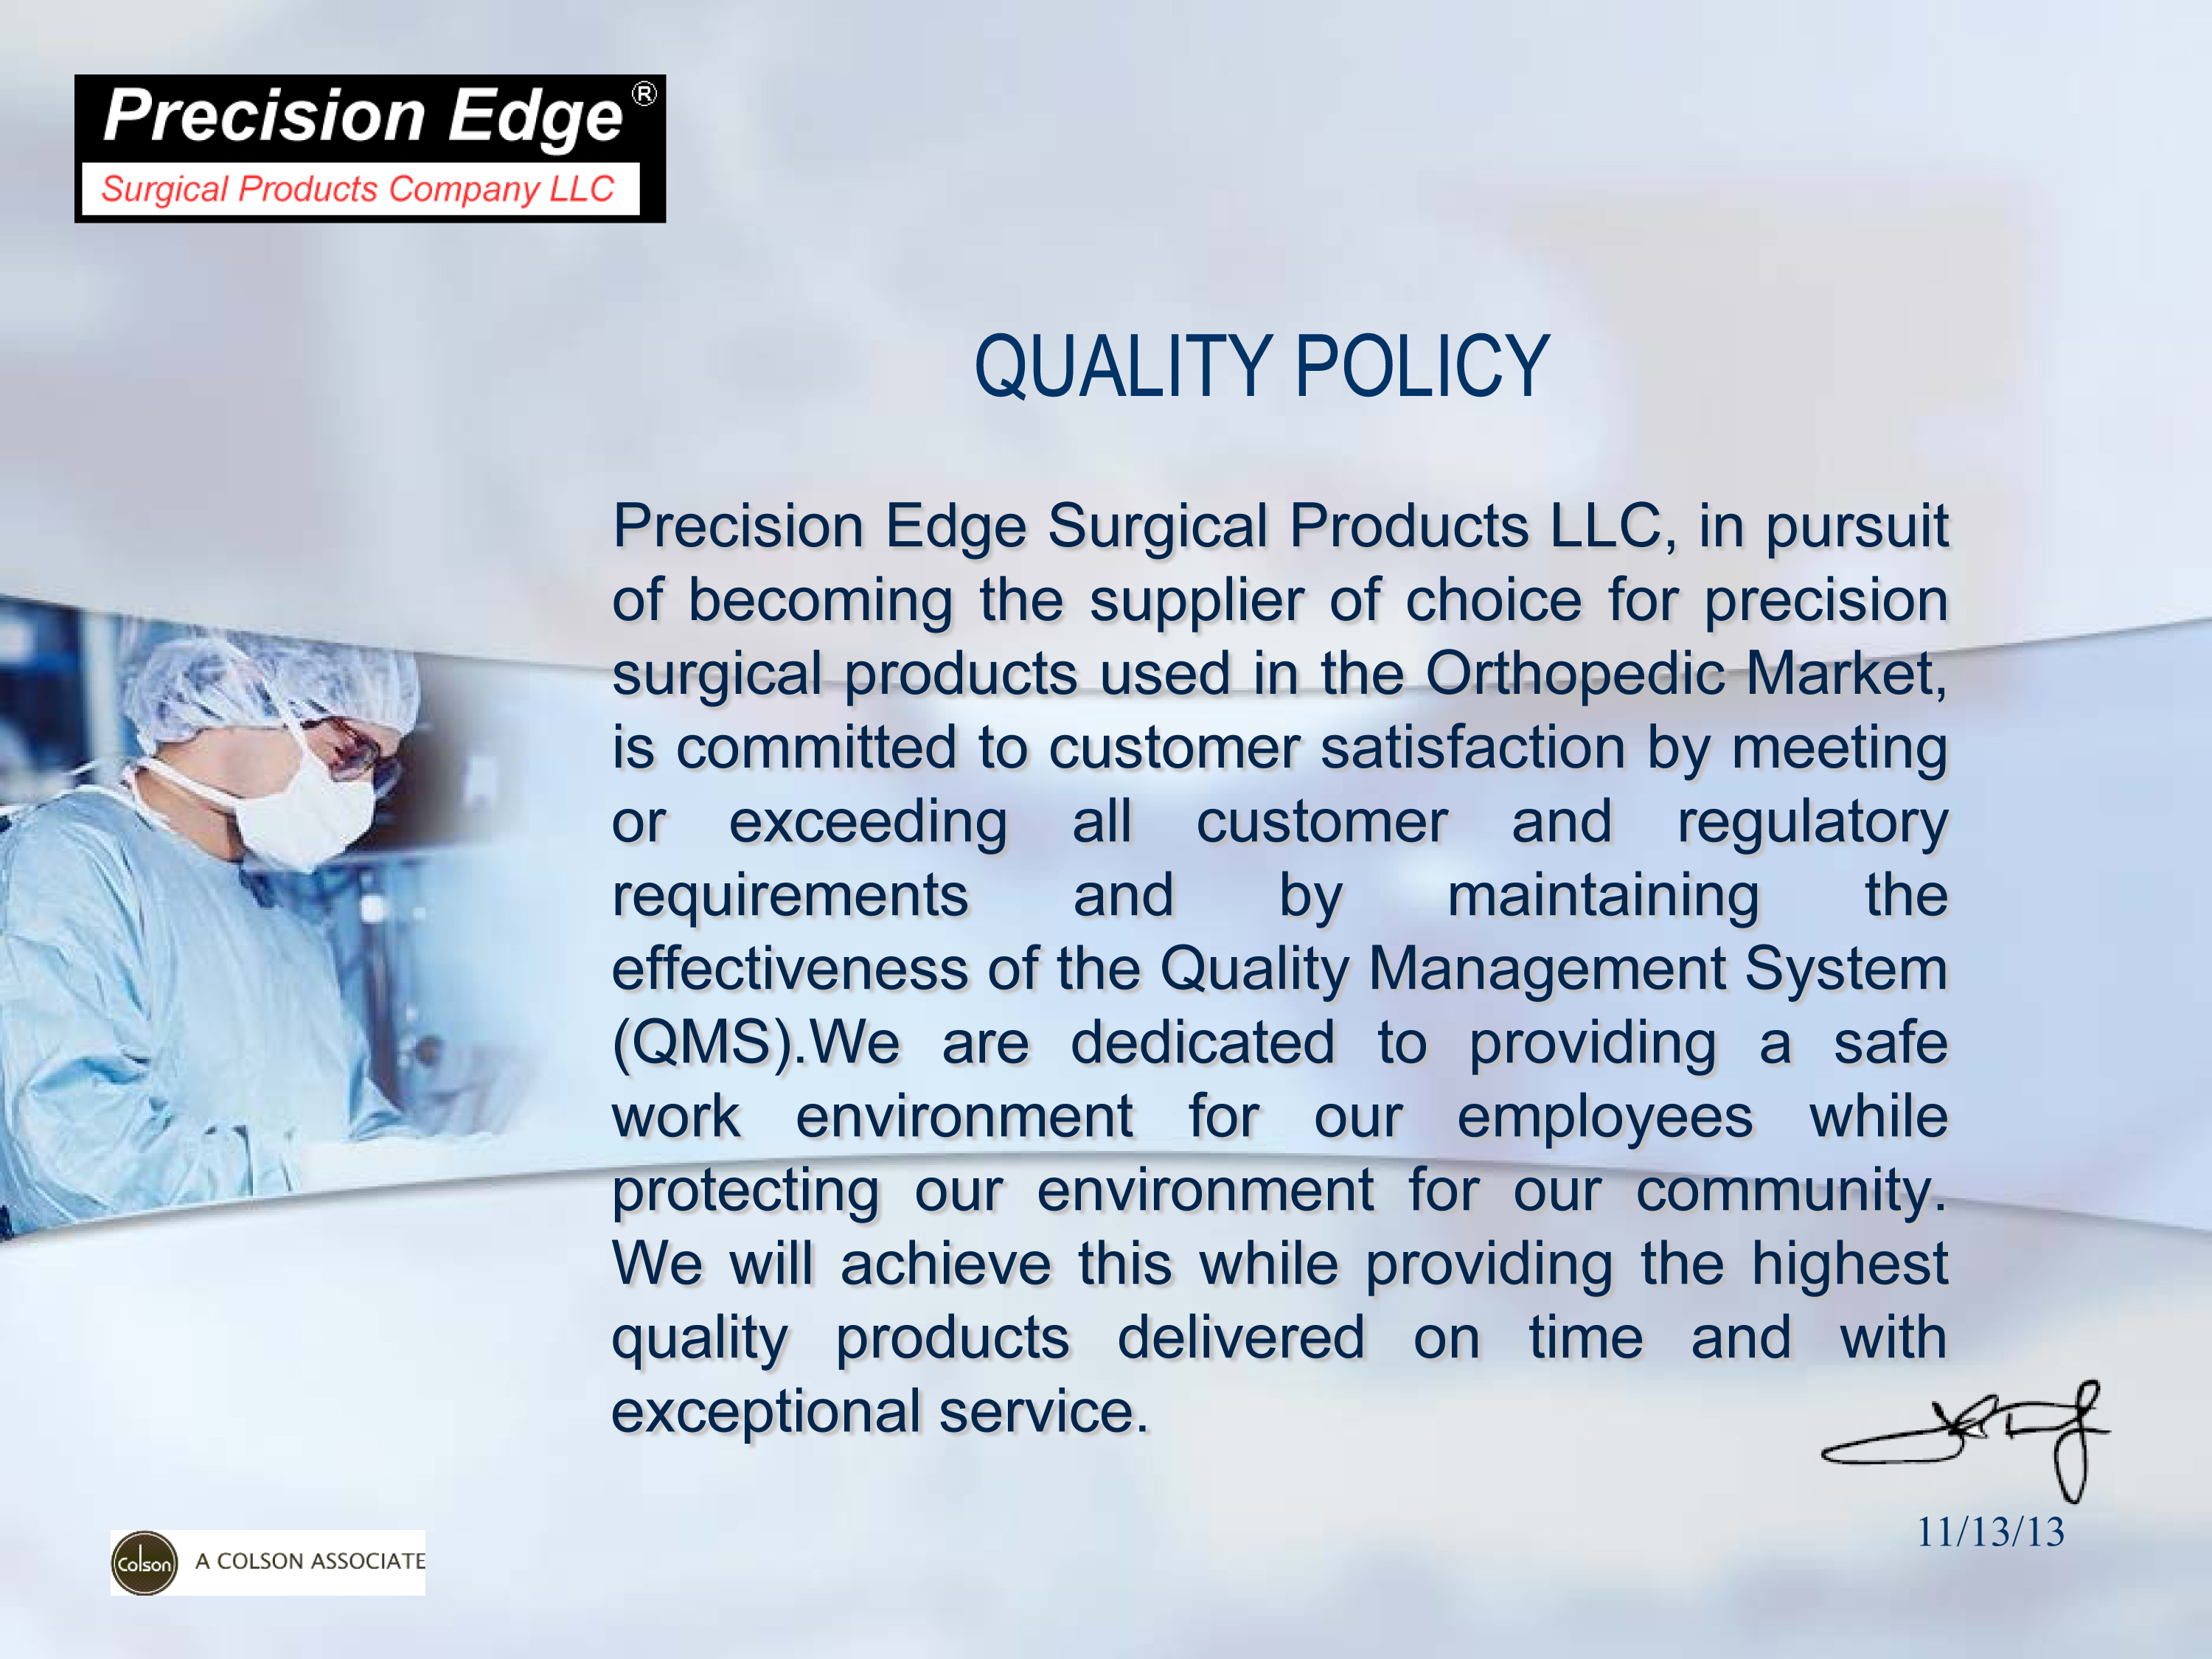 Precision Edge®
Surgical Products Company LLC
QUALITY POLICY
Precision Edge Surgical Products LLC, in pursuit
of becoming the supplier of choice for precision
surgical products used in the Orthopedic Market,
is committed to customer satisfaction by meeting
or exceeding all customer and regulatory
requirements and by maintaining the
effectiveness of the Quality Management System
(QMS).We are dedicated to providing a safe
work environment for our employees while
protecting our environment for our community.
We will achieve this while providing the highest
quality products delivered on time and with
exceptional service.
11/13/13
Colson A COLSON ASSOCIATE